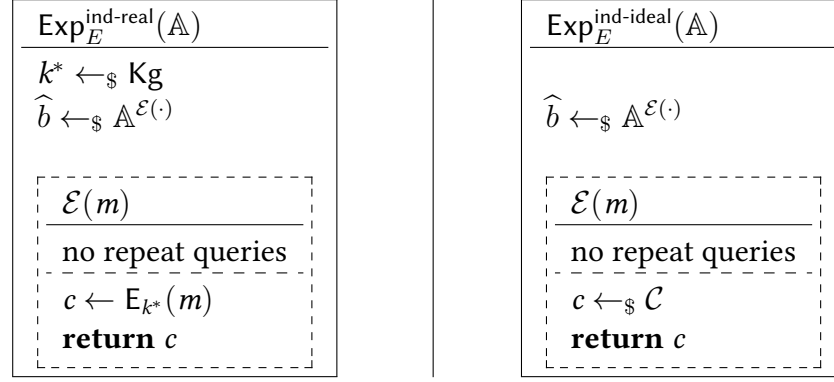 Exp_E^{ind-real}(𝔸)
k* ←_$ Kg
b̂ ←_$ 𝔸^{ℰ(·)}
ℰ(m)
no repeat queries
c ← E_{k*}(m)
return c
Exp_E^{ind-ideal}(𝔸)
b̂ ←_$ 𝔸^{ℰ(·)}
ℰ(m)
no repeat queries
c ←_$ 𝒞
return c